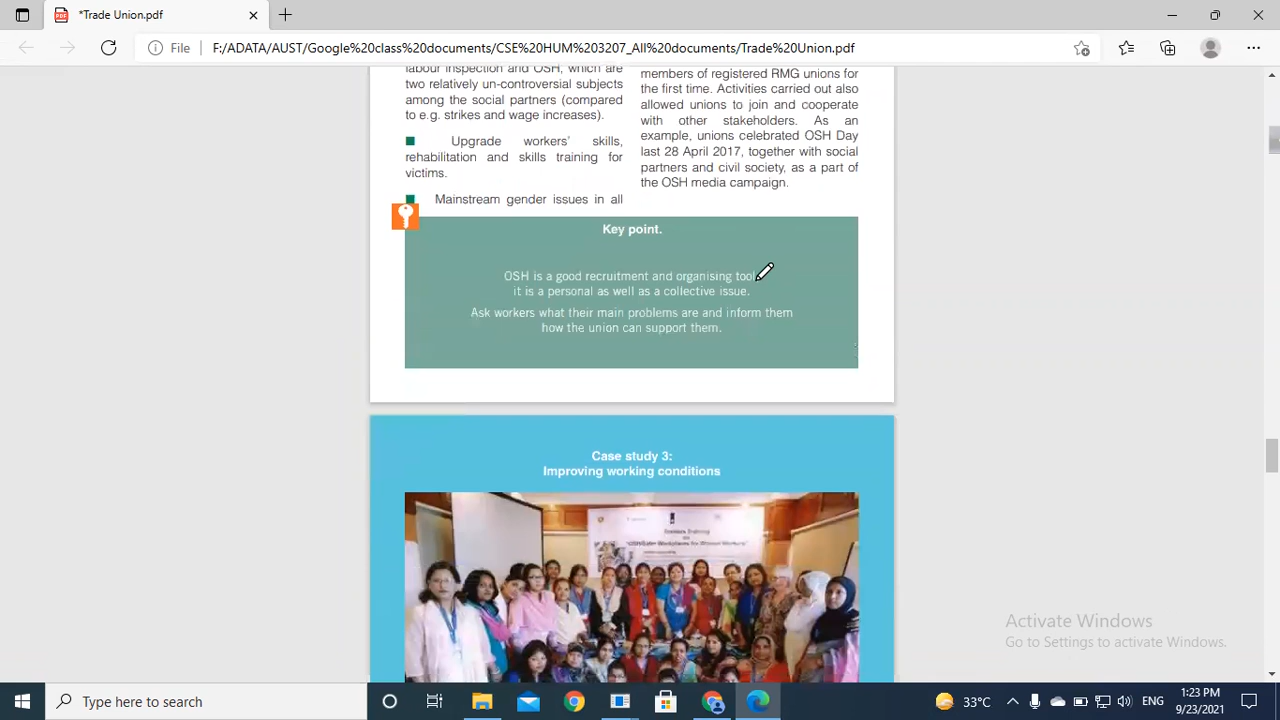 *Trade Union.pdf
File
F:/ADATA/AUST/Google%20class%20documents/CSE%20HUM%203207_All%20documents/Trade%20Union.pdf
labour inspection and OSH, which are
two relatively un-controversial subjects
among the social partners (compared
to e.g. strikes and wage increases).
Upgrade workers' skills,
rehabilitation and skills training for
victims.
Mainstream gender issues in all
members of registered RMG unions for
the first time. Activities carried out also
allowed unions to join and cooperate
with other stakeholders. As an
example, unions celebrated OSH Day
last 28 April 2017, together with social
partners and civil society, as a part of
the OSH media campaign.
Key point.
OSH is a good recruitment and organising tool
it is a personal as well as a collective issue.
Ask workers what their main problems are and inform them
how the union can support them.
Case study 3:
Improving working conditions
Training
Workplaces for Women Workers"
Activate Windows
Go to Settings to activate Windows.
Type here to search
33°C
ENG
1:23 PM
9/23/2021